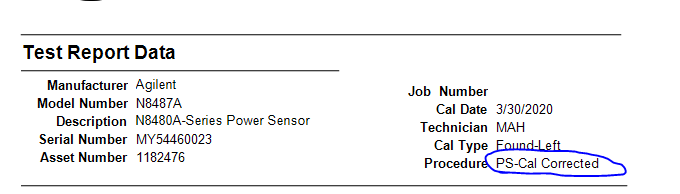 Test Report Data
Manufacturer Agilent
Model Number N8487A
Description N8480A-Series Power Sensor
Serial Number MY54460023
Asset Number 1182476
Job Number
Cal Date 3/30/2020
Technician MAH
Cal Type Found-Left
Procedure PS-Cal Corrected